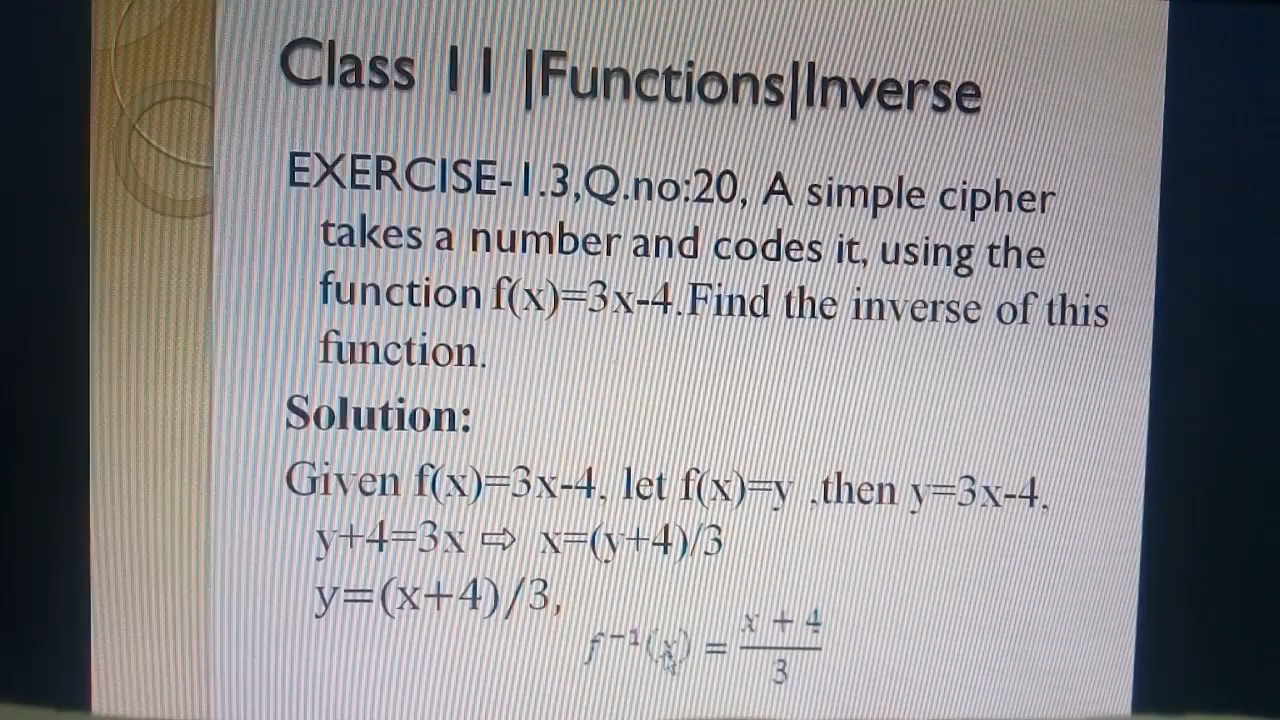 Class 11 |Functions|Inverse
EXERCISE-1.3,Q.no:20, A simple cipher
takes a number and codes it, using the
function f(x)=3x-4.Find the inverse of this
function.
Solution:
Given f(x)=3x-4, let f(x)=y ,then y=3x-4,
y+4=3x ⇨ x=(y+4)/3
y=(x+4)/3,
f⁻¹(x) = (x + 4)/3